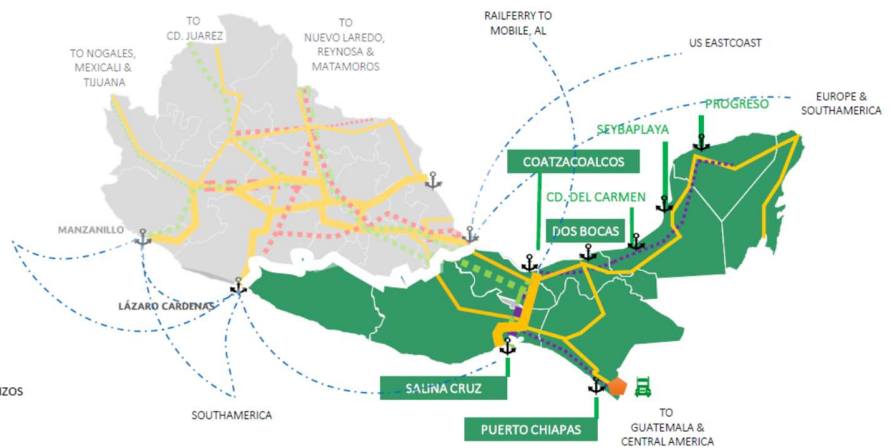 TO
CD. JUAREZ
TO
NUEVO LAREDO,
REYNOSA &
MATAMOROS
TO NOGALES,
MEXICALI &
TIJUANA
RAILFERRY TO
MOBILE, AL
US EASTCOAST
EUROPE &
SOUTHAMERICA
PROGRESO
SEYBAPLAYA
COATZACOALCOS
CD. DEL CARMEN
DOS BOCAS
MANZANILLO
LÁZARO CARDENAS
SALINA CRUZ
NZOS
SOUTHAMERICA
PUERTO CHIAPAS
TO
GUATEMALA &
CENTRAL AMERICA